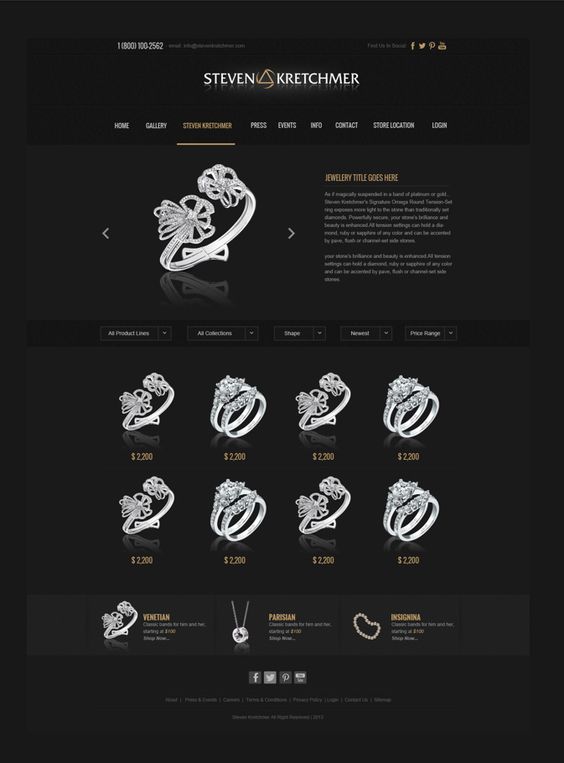 1 (800) 100-2562 email: info@stevenkretchmer.com Find Us In Social:
STEVEN KRETCHMER
HOME GALLERY STEVEN KRETCHMER PRESS EVENTS INFO CONTACT STORE LOCATION LOGIN
JEWELERY TITLE GOES HERE
As if magically suspended in a band of platinum or gold...
Steven Kretchmer's Signature Omega Round Tension-Set
ring exposes more light to the stone than traditionally set
diamonds. Powerfully secure, your stone's brilliance and
beauty is enhanced.All tension settings can hold a dia-
mond, ruby or sapphire of any color and can be accented
by pave, flush or channel-set side stones.
your stone's brilliance and beauty is enhanced.All tension
settings can hold a diamond, ruby or sapphire of any color
and can be accented by pave, flush or channel-set side
stones.
All Product Lines All Collections Shape Newest Price Range
$ 2,200 $ 2,200 $ 2,200 $ 2,200
$ 2,200 $ 2,200 $ 2,200 $ 2,200
VENETIAN
Classic bands for him and her,
starting at $100
Shop Now...
PARISIAN
Classic bands for him and her,
starting at $100
Shop Now...
INSIGNINA
Classic bands for him and her,
starting at $100
Shop Now...
About | Press & Events | Careers | Terms & Conditions | Privacy Policy | Login | Contact Us | Sitemap
Steven Kretchmer All Right Reserved | 2013